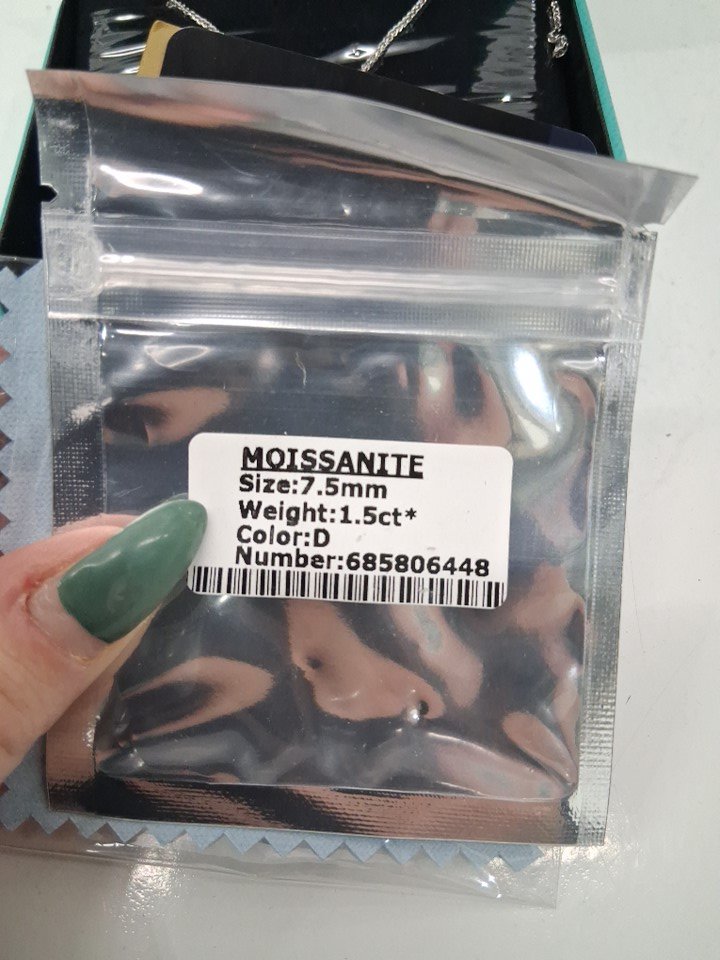 MOISSANITE
Size:7.5mm
Weight:1.5ct*
Color:D
Number:685806448